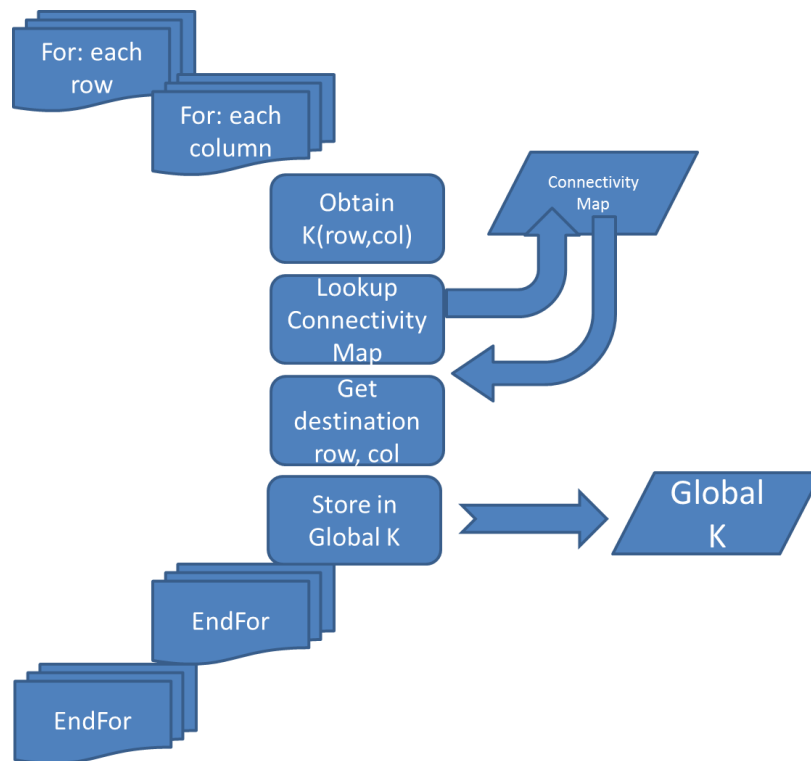 For: each
row
For: each
column
Connectivity
Map
Obtain
K(row,col)
Lookup
Connectivity
Map
Get
destination
row, col
Store in
Global K
Global
K
EndFor
EndFor